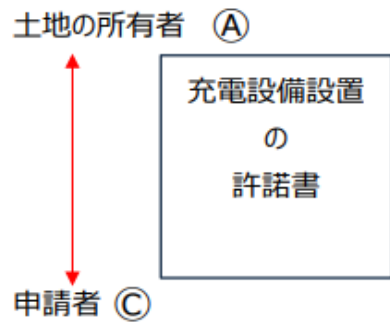 土地の所有者 Ⓐ
充電設備設置
の
許諾書
申請者 Ⓒ